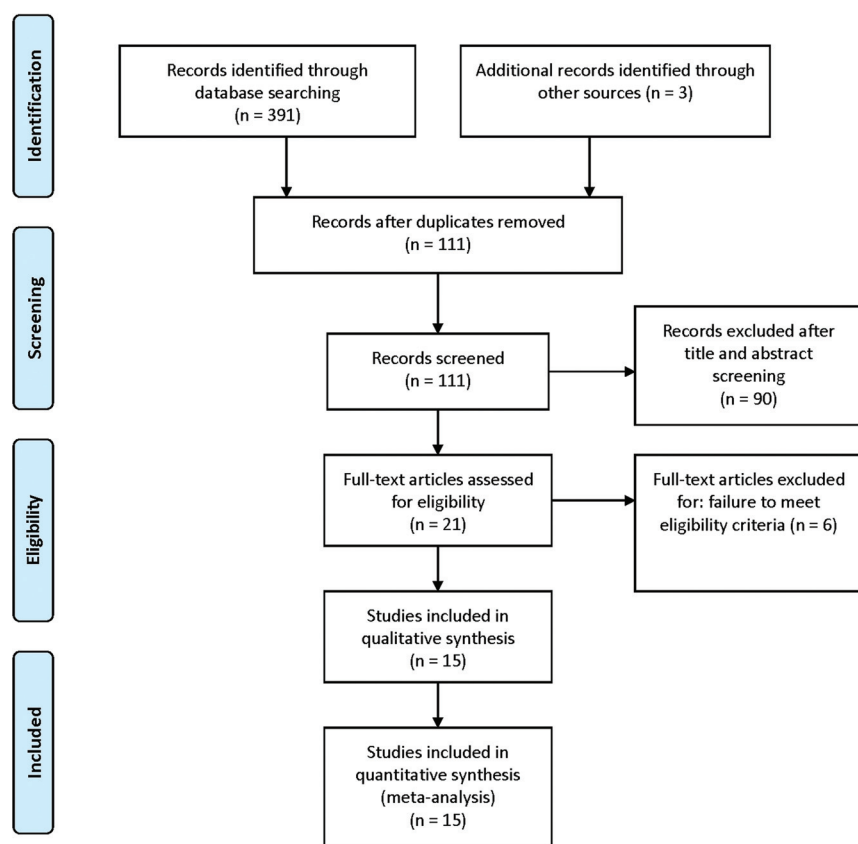 Identification
Records identified through
database searching
(n = 391)
Additional records identified through
other sources (n = 3)
Records after duplicates removed
(n = 111)
Screening
Records screened
(n = 111)
Records excluded after
title and abstract
screening
(n = 90)
Eligibility
Full-text articles assessed
for eligibility
(n = 21)
Full-text articles excluded
for: failure to meet
eligibility criteria (n = 6)
Studies included in
qualitative synthesis
(n = 15)
Included
Studies included in
quantitative synthesis
(meta-analysis)
(n = 15)